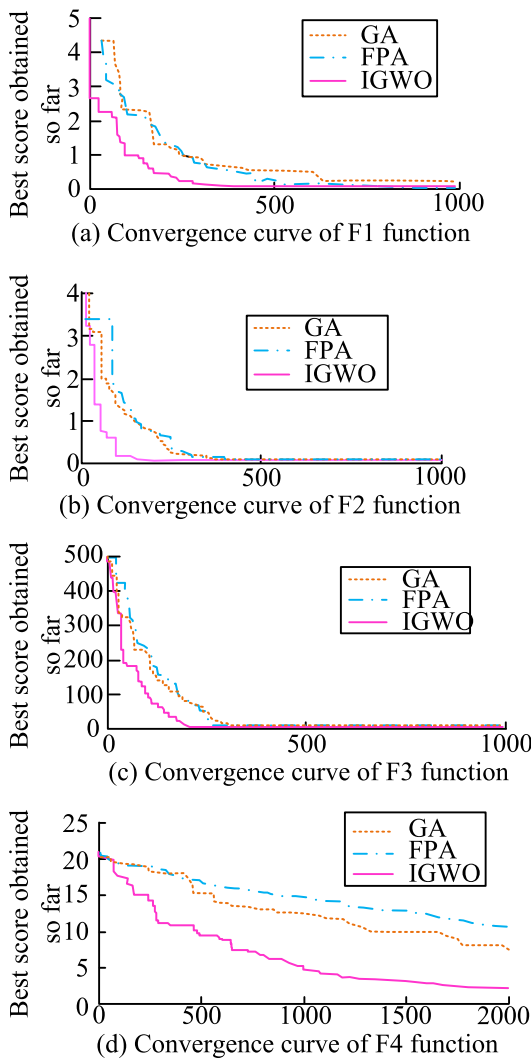 Best score obtained
so far
5
4
3
2
1
0
0
500
1000
GA
FPA
IGWO
(a) Convergence curve of F1 function
Best score obtained
so far
4
3
2
1
0
0
500
1000
GA
FPA
IGWO
(b) Convergence curve of F2 function
Best score obtained
so far
500
400
300
200
100
0
0
500
1000
GA
FPA
IGWO
(c) Convergence curve of F3 function
Best score obtained
so far
25
20
15
10
5
0
0
500
1000
1500
2000
GA
FPA
IGWO
(d) Convergence curve of F4 function